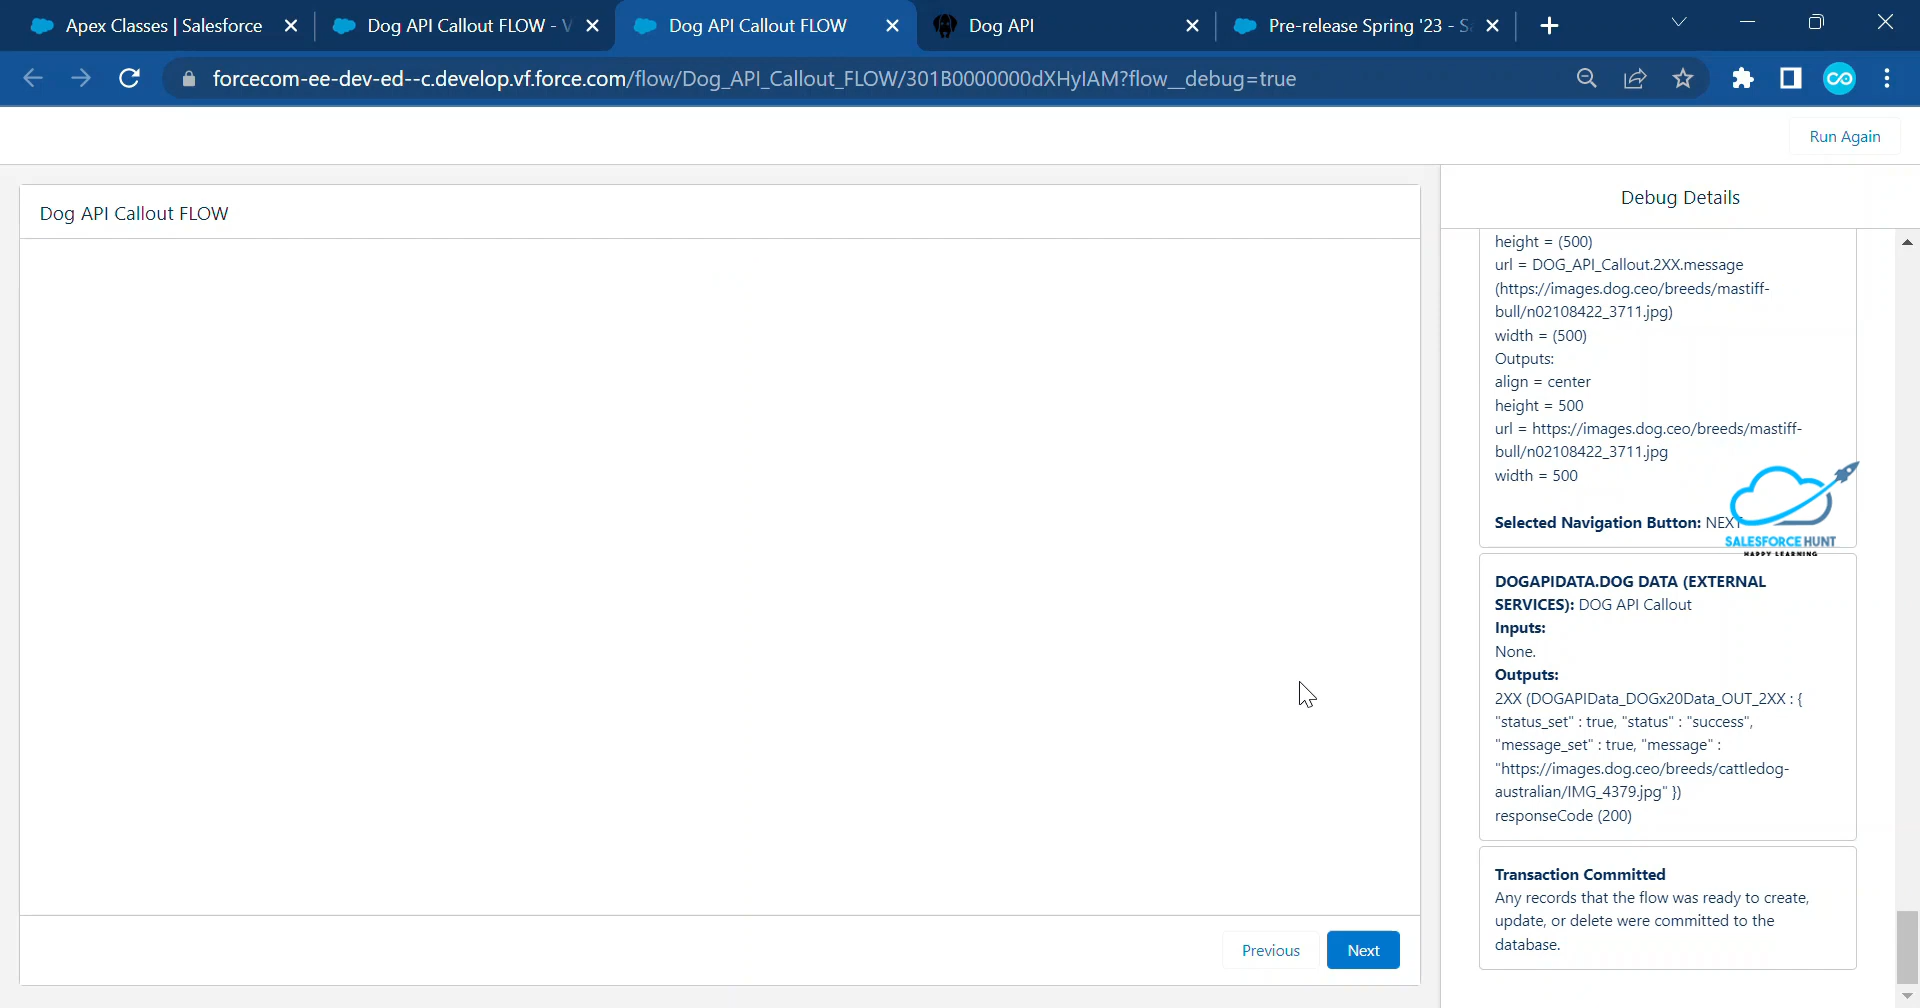 Apex Classes | Salesforce
Dog API Callout FLOW - V
Dog API Callout FLOW
Dog API
Pre-release Spring '23 - Sa
forcecom-ee-dev-ed--c.develop.vf.force.com/flow/Dog_API_Callout_FLOW/301B0000000dXHyIAM?flow__debug=true
Run Again
Dog API Callout FLOW
Debug Details
height = (500)
url = DOG_API_Callout.2XX.message
(https://images.dog.ceo/breeds/mastiff-
bull/n02108422_3711.jpg)
width = (500)
Outputs:
align = center
height = 500
url = https://images.dog.ceo/breeds/mastiff-
bull/n02108422_3711.jpg
width = 500
Selected Navigation Button: NEXT
SALESFORCE HUNT
HAPPY LEARNING
DOGAPIDATA.DOG DATA (EXTERNAL
SERVICES): DOG API Callout
Inputs:
None.
Outputs:
2XX (DOGAPIData_DOGx20Data_OUT_2XX : {
"status_set" : true, "status" : "success",
"message_set" : true, "message" :
"https://images.dog.ceo/breeds/cattledog-
australian/IMG_4379.jpg" })
responseCode (200)
Transaction Committed
Any records that the flow was ready to create,
update, or delete were committed to the
database.
Previous
Next